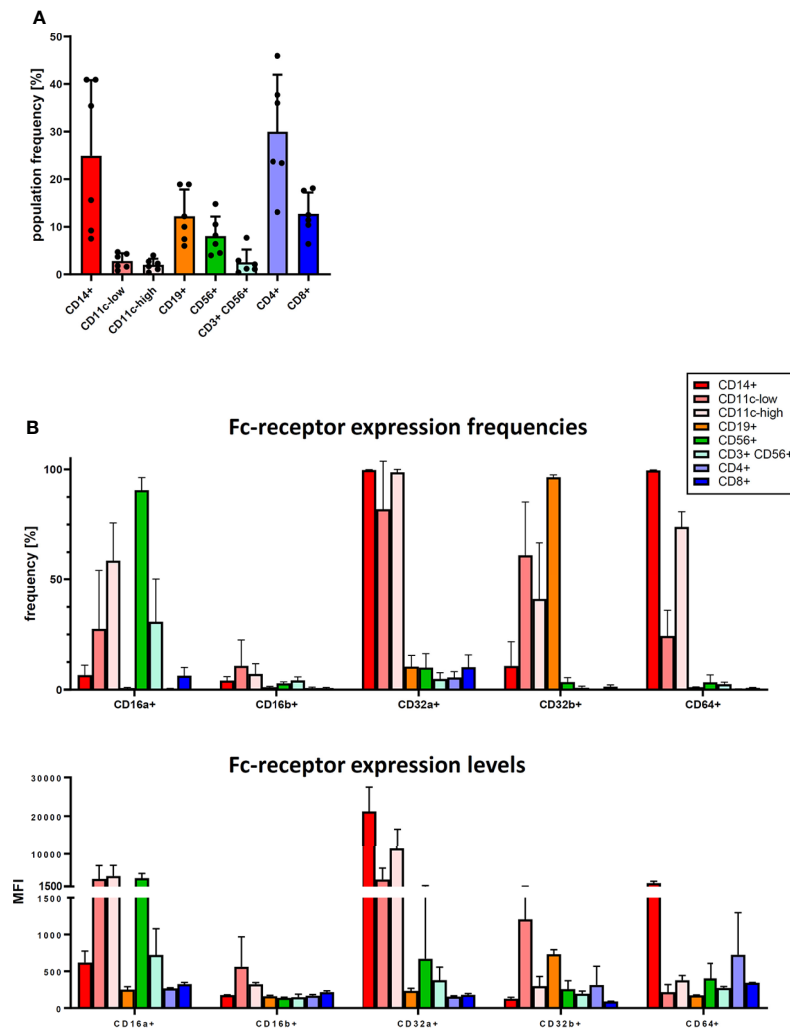 A
population frequency [%]
50
40
30
20
10
0
CD14+
CD11c-low
CD11c-high
CD19+
CD56+
CD3+ CD56+
CD4+
CD8+
CD14+
CD11c-low
CD11c-high
CD19+
CD56+
CD3+ CD56+
CD4+
CD8+
B
Fc-receptor expression frequencies
frequency [%]
100
50
0
CD16a+
CD16b+
CD32a+
CD32b+
CD64+
Fc-receptor expression levels
MFI
30000
20000
10000
1500
1500
1000
500
0
CD16a+
CD16b+
CD32a+
CD32b+
CD64+